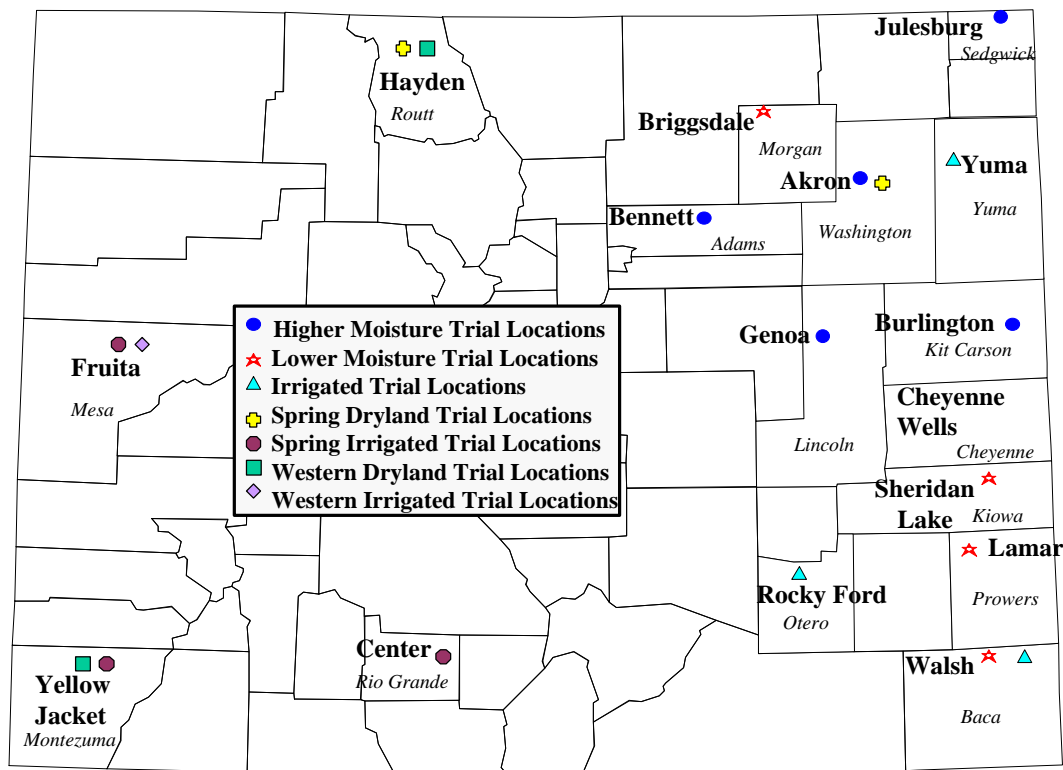 Julesburg
Sedgwick
Hayden
Routt
Briggsdale
Morgan
Akron
Washington
Yuma
Yuma
Bennett
Adams
Higher Moisture Trial Locations
Lower Moisture Trial Locations
Irrigated Trial Locations
Spring Dryland Trial Locations
Spring Irrigated Trial Locations
Western Dryland Trial Locations
Western Irrigated Trial Locations
Fruita
Mesa
Genoa
Lincoln
Burlington
Kit Carson
Cheyenne
Wells
Cheyenne
Sheridan
Lake
Kiowa
Lamar
Prowers
Rocky Ford
Otero
Walsh
Baca
Center
Rio Grande
Yellow
Jacket
Montezuma